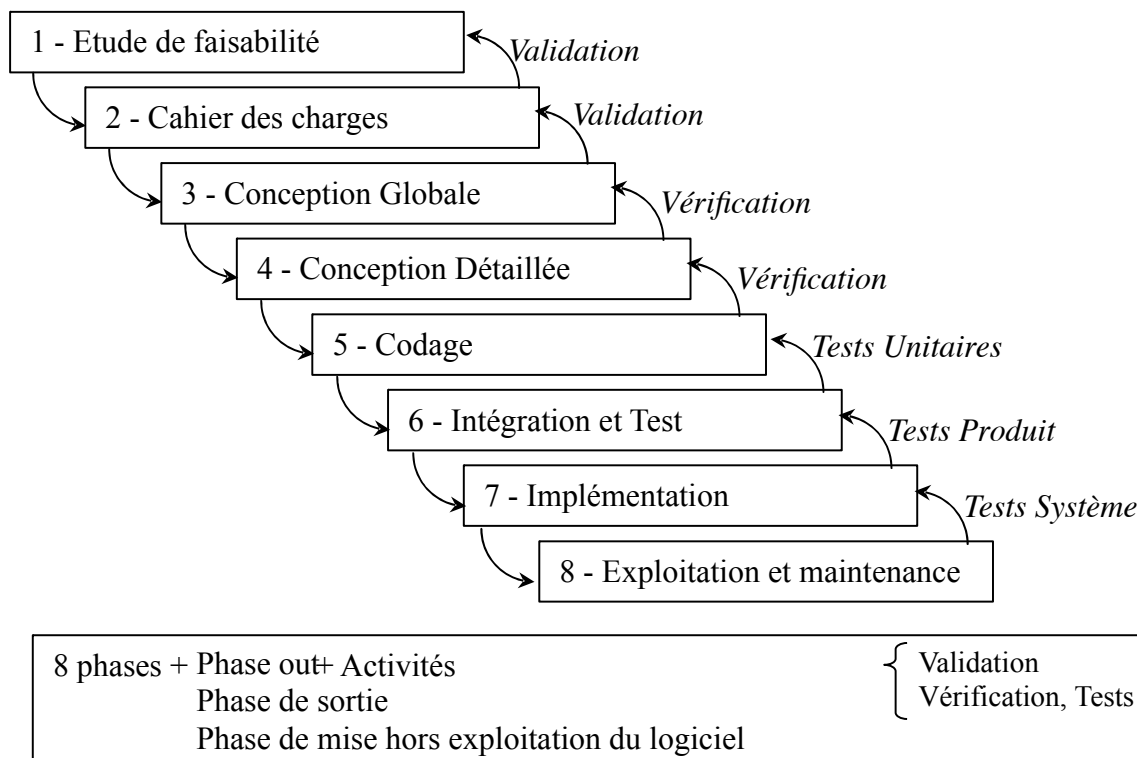 1 - Etude de faisabilité
Validation
2 - Cahier des charges
Validation
3 - Conception Globale
Vérification
4 - Conception Détaillée
Vérification
5 - Codage
Tests Unitaires
6 - Intégration et Test
Tests Produit
7 - Implémentation
Tests Système
8 - Exploitation et maintenance
8 phases + Phase out+ Activités
Validation
Phase de sortie
Vérification, Tests
Phase de mise hors exploitation du logiciel